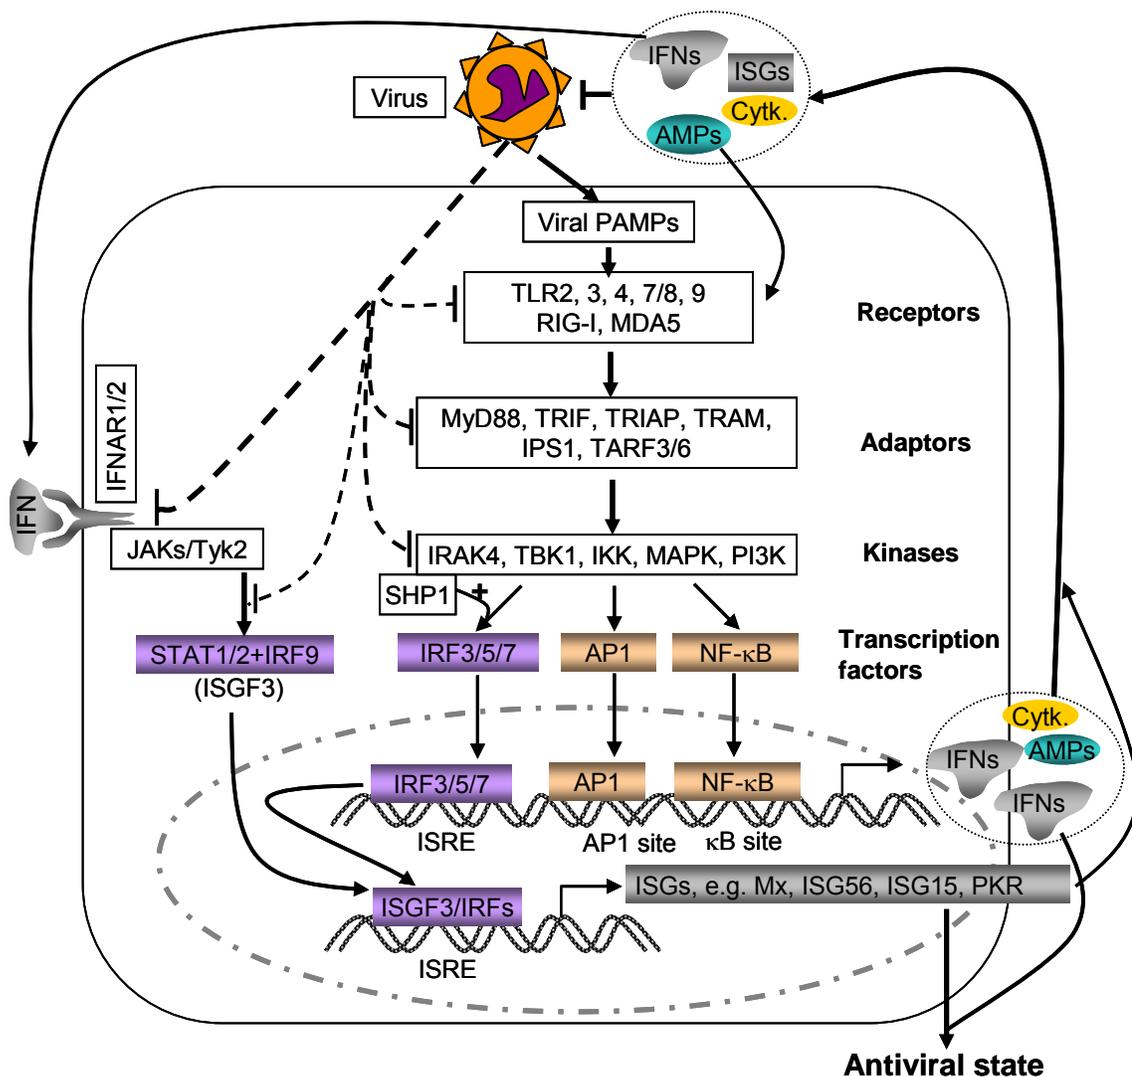 IFNs
ISGs
Virus
Cytk.
AMPs
Viral PAMPs
TLR2, 3, 4, 7/8, 9
RIG-I, MDA5
Receptors
IFNAR1/2
MyD88, TRIF, TRIAP, TRAM,
IPS1, TARF3/6
Adaptors
IFN
JAKs/Tyk2
IRAK4, TBK1, IKK, MAPK, PI3K
Kinases
SHP1
+
STAT1/2+IRF9
(ISGF3)
IRF3/5/7
AP1
NF-κB
Transcription
factors
Cytk.
IFNs
AMPs
IFNs
IRF3/5/7
AP1
NF-κB
ISRE
AP1 site
κB site
ISGs, e.g. Mx, ISG56, ISG15, PKR
ISGF3/IRFs
ISRE
Antiviral state